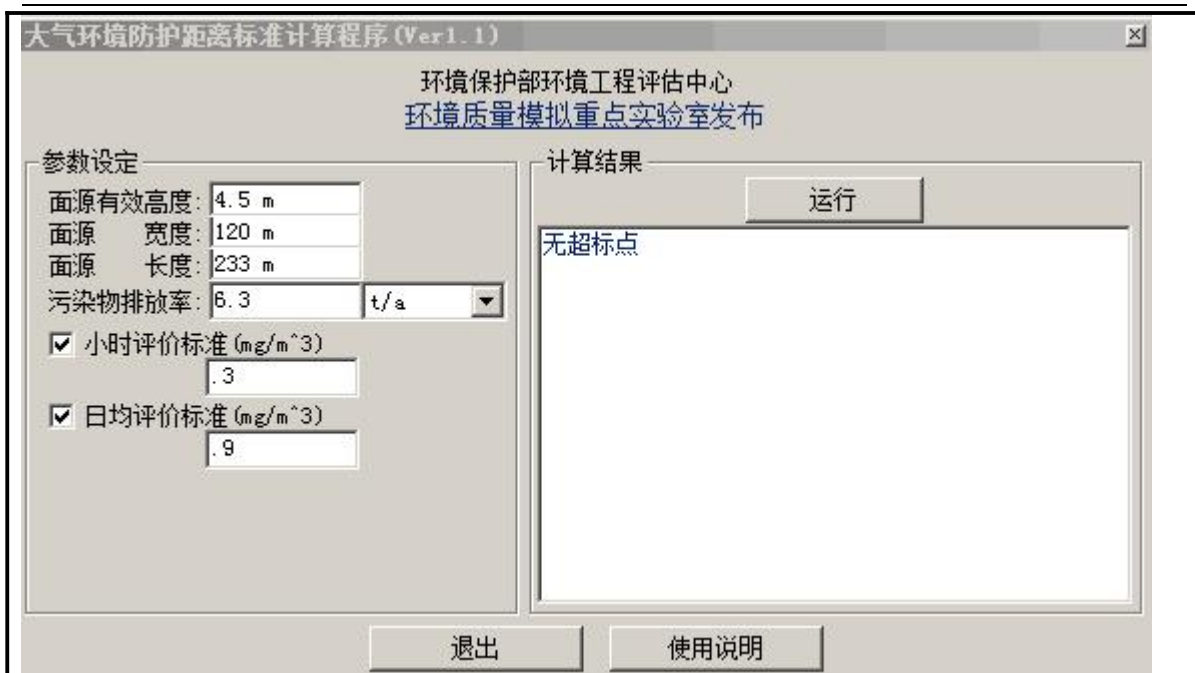 大气环境防护距离标准计算程序(Ver1.1)
环境保护部环境工程评估中心
环境质量模拟重点实验室发布
参数设定
面源有效高度: 4.5 m
面源 宽度: 120 m
面源 长度: 233 m
污染物排放率: 6.3 t/a
小时评价标准(mg/m^3)
.3
日均评价标准(mg/m^3)
.9
计算结果
运行
无超标点
退出 使用说明